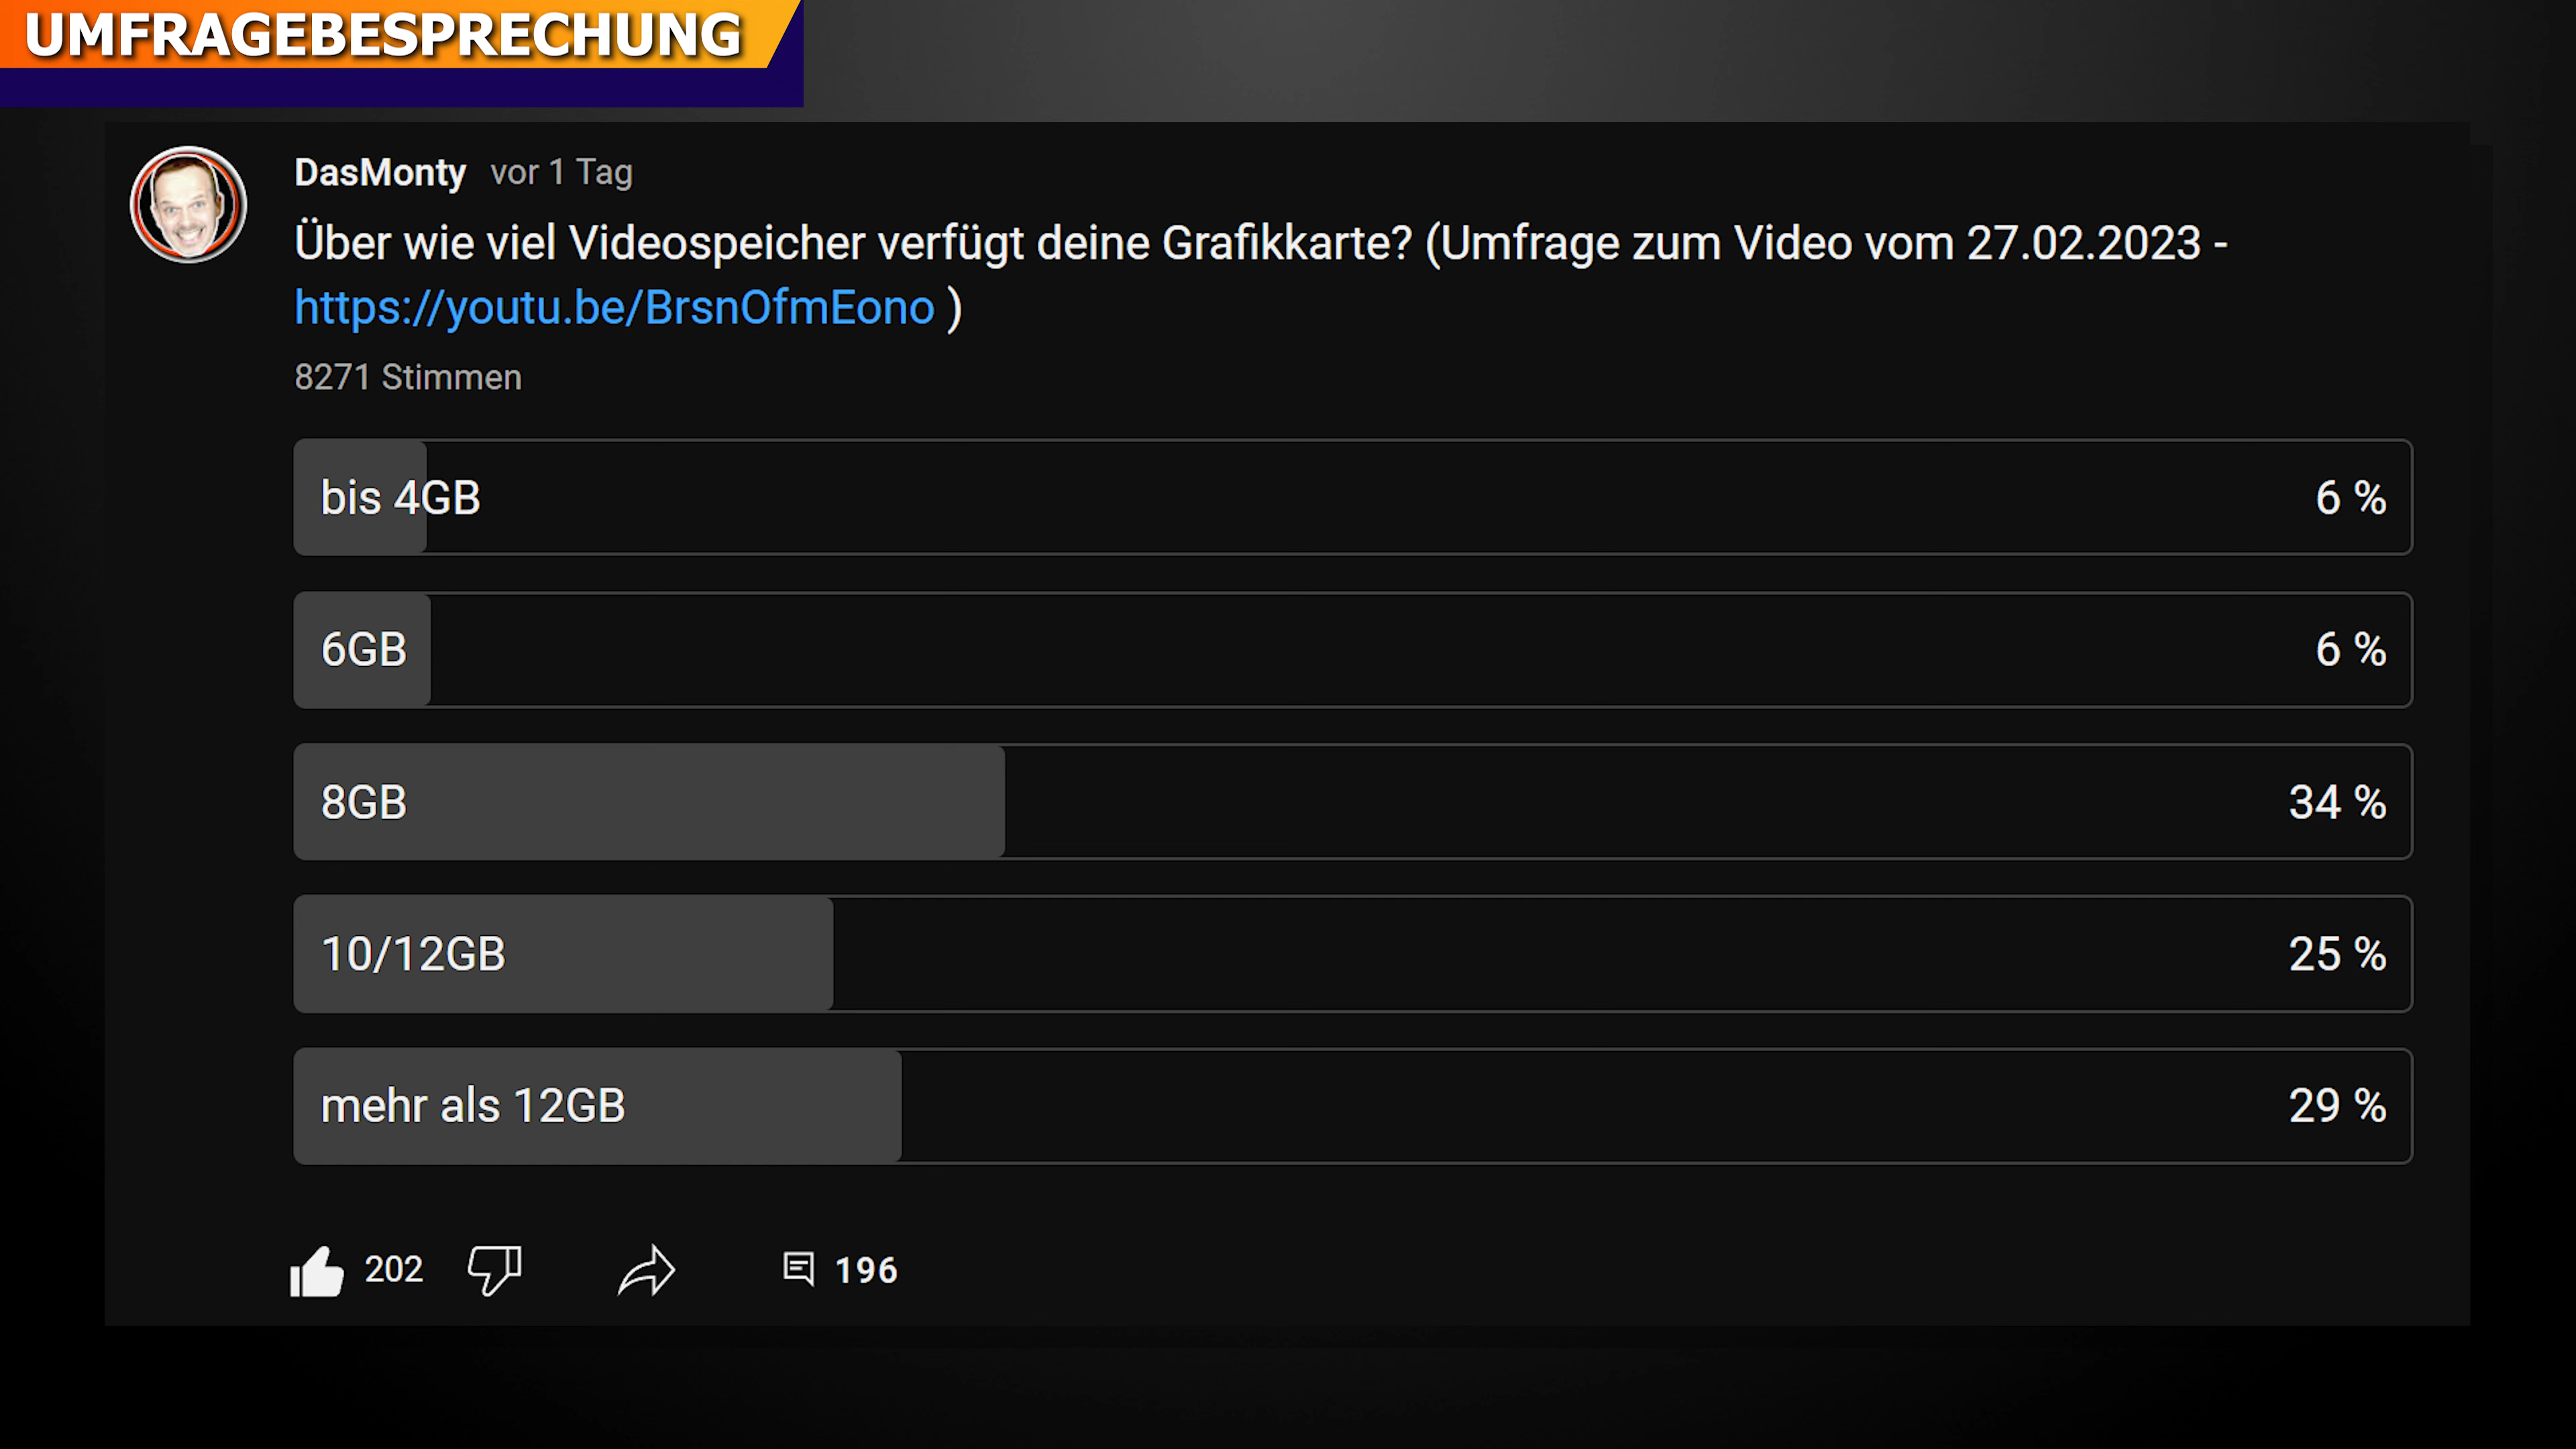 UMFRAGEBESPRECHUNG
DasMonty vor 1 Tag
Über wie viel Videospeicher verfügt deine Grafikkarte? (Umfrage zum Video vom 27.02.2023 -
https://youtu.be/BrsnOfmEono )
8271 Stimmen
bis 4GB 6 %
6GB 6 %
8GB 34 %
10/12GB 25 %
mehr als 12GB 29 %
202 196